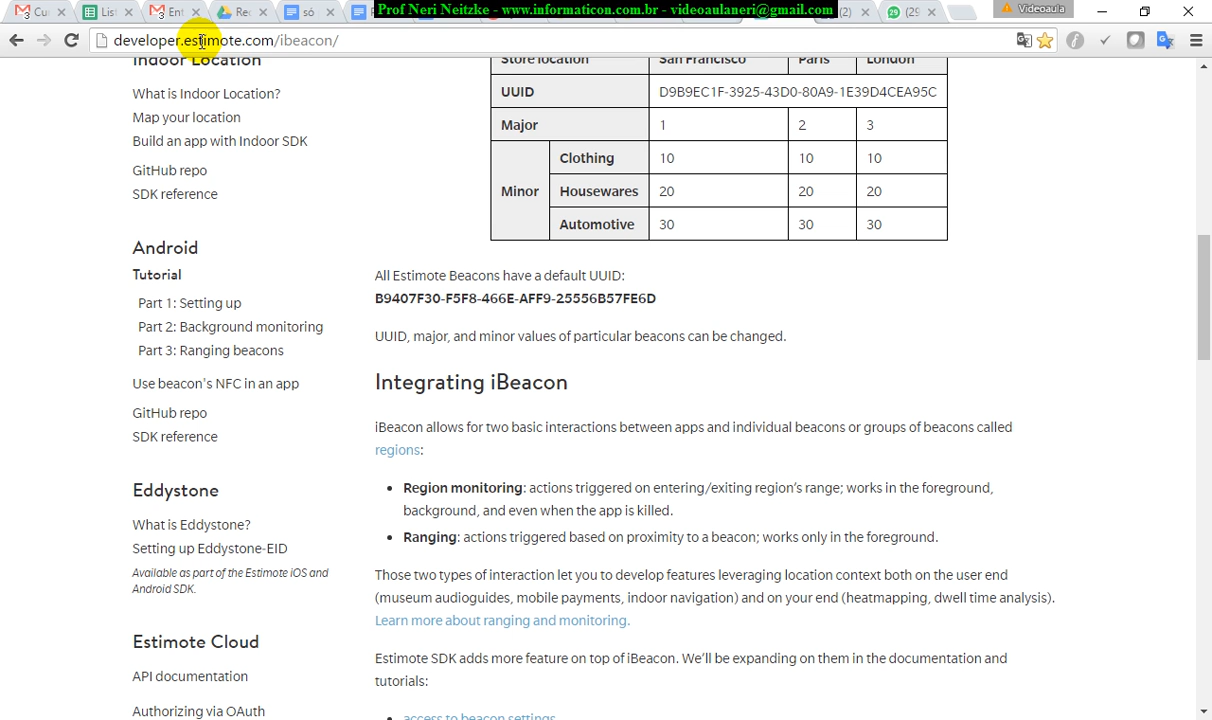 Prof Neri Neitzke - www.informaticon.com.br - videoaulaneri@gmail.com
Videoaula
developer.estimote.com/ibeacon/
Indoor Location
What is Indoor Location?
Map your location
Build an app with Indoor SDK
GitHub repo
SDK reference
Android
Tutorial
Part 1: Setting up
Part 2: Background monitoring
Part 3: Ranging beacons
Use beacon's NFC in an app
GitHub repo
SDK reference
Eddystone
What is Eddystone?
Setting up Eddystone-EID
Available as part of the Estimote iOS and
Android SDK.
Estimote Cloud
API documentation
Authorizing via OAuth
Store location San Francisco Paris London
UUID D9B9EC1F-3925-43D0-80A9-1E39D4CEA95C
Major 1 2 3
Minor
Clothing 10 10 10
Housewares 20 20 20
Automotive 30 30 30
All Estimote Beacons have a default UUID:
B9407F30-F5F8-466E-AFF9-25556B57FE6D
UUID, major, and minor values of particular beacons can be changed.
Integrating iBeacon
iBeacon allows for two basic interactions between apps and individual beacons or groups of beacons called
regions:
• Region monitoring: actions triggered on entering/exiting region's range; works in the foreground,
background, and even when the app is killed.
• Ranging: actions triggered based on proximity to a beacon; works only in the foreground.
Those two types of interaction let you to develop features leveraging location context both on the user end
(museum audioguides, mobile payments, indoor navigation) and on your end (heatmapping, dwell time analysis).
Learn more about ranging and monitoring.
Estimote SDK adds more feature on top of iBeacon. We'll be expanding on them in the documentation and
tutorials:
• access to beacon settings